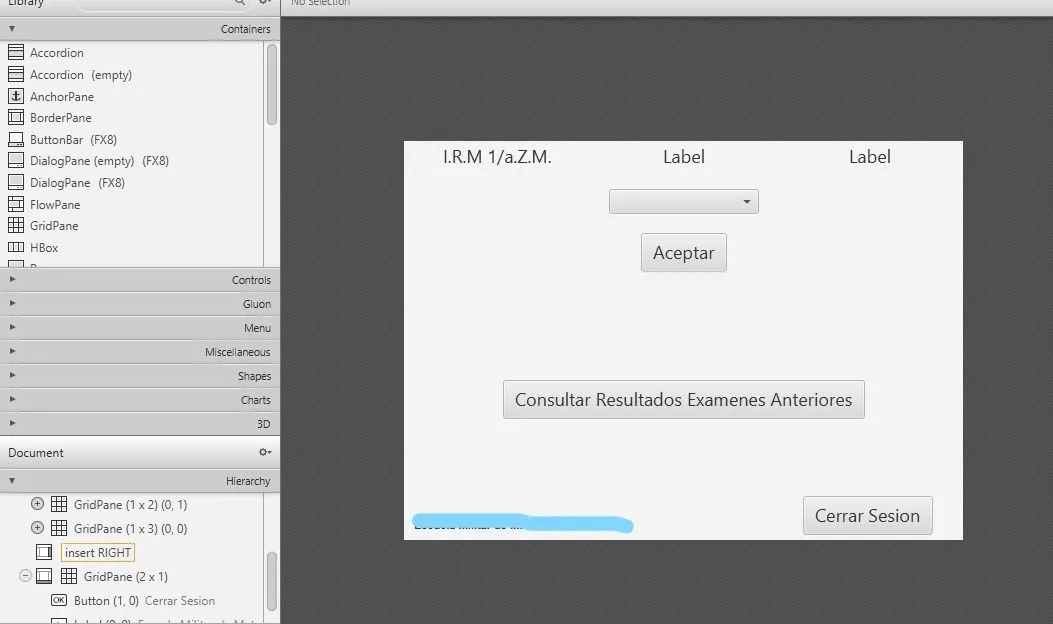 Library
No Selection
Containers
Accordion
Accordion (empty)
AnchorPane
BorderPane
ButtonBar (FX8)
DialogPane (empty) (FX8)
DialogPane (FX8)
FlowPane
GridPane
HBox
Controls
Gluon
Menu
Miscellaneous
Shapes
Charts
3D
Document
Hierarchy
GridPane (1 x 2) (0, 1)
GridPane (1 x 3) (0, 0)
insert RIGHT
GridPane (2 x 1)
OK Button (1, 0) Cerrar Sesion
I.R.M 1/a.Z.M. Label Label
Aceptar
Consultar Resultados Examenes Anteriores
Cerrar Sesion